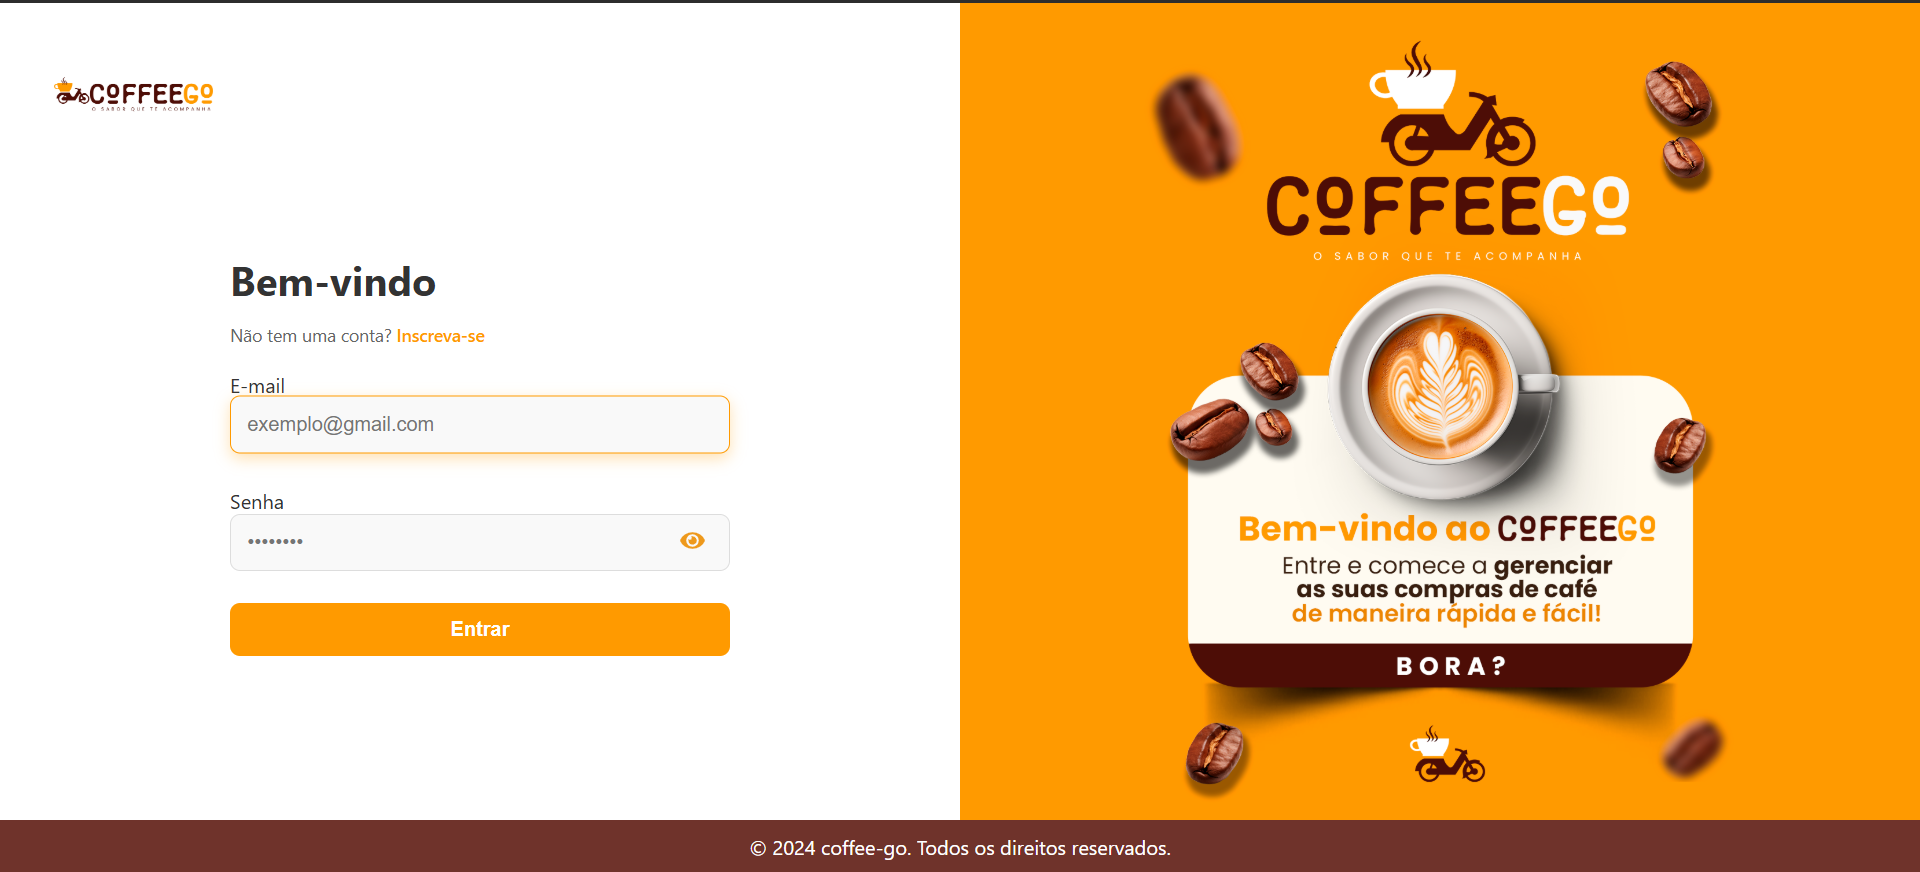 COFFEEGO
O SABOR QUE TE ACOMPANHA
Bem-vindo
Não tem uma conta? Inscreva-se
E-mail
exemplo@gmail.com
Senha
••••••••
Entrar
COFFEEGO
O SABOR QUE TE ACOMPANHA
Bem-vindo ao COFFEEGO
Entre e comece a gerenciar
as suas compras de café
de maneira rápida e fácil!
BORA?
© 2024 coffee-go. Todos os direitos reservados.